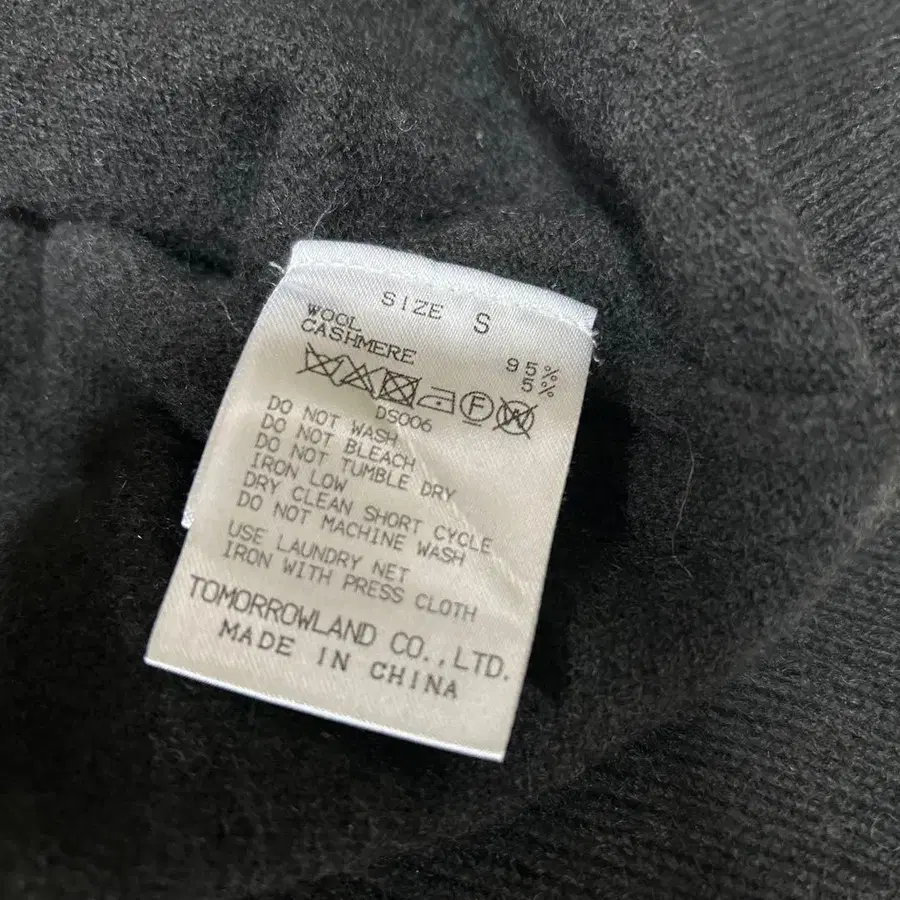 SIZE S
WOOL 95%
CASHMERE 5%
F W
DS006
DO NOT WASH
DO NOT BLEACH
DO NOT TUMBLE DRY
IRON LOW
DRY CLEAN SHORT CYCLE
DO NOT MACHINE WASH
USE LAUNDRY NET
IRON WITH PRESS CLOTH
TOMORROWLAND CO.,LTD.
MADE IN CHINA